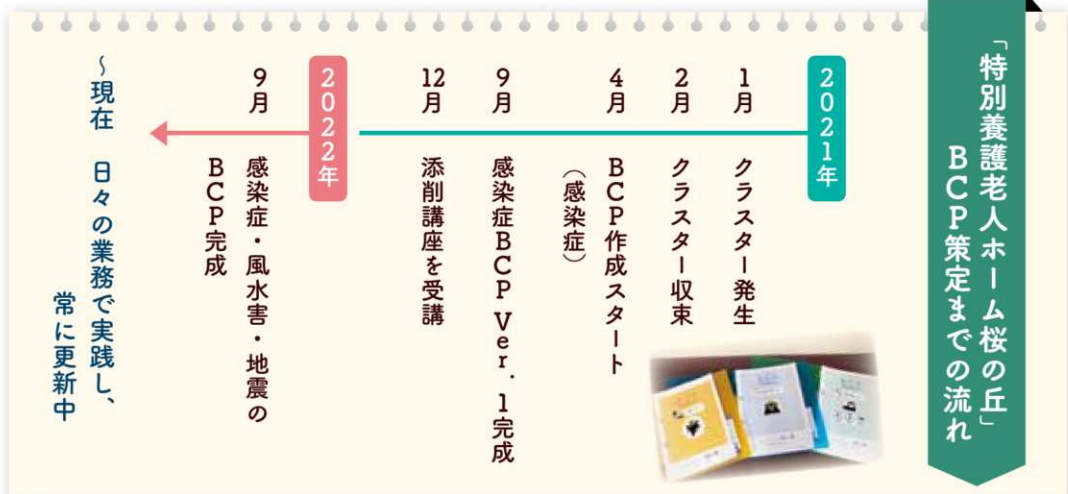 「特別養護老人ホーム桜の丘」
BCP策定までの流れ
2021年
1月 クラスター発生
2月 クラスター収束
4月 BCP作成スタート
（感染症）
9月 感染症BCP Ver.1完成
12月 添削講座を受講
2022年
9月 感染症・風水害・地震の
BCP完成
～現在 日々の業務で実践し、
常に更新中